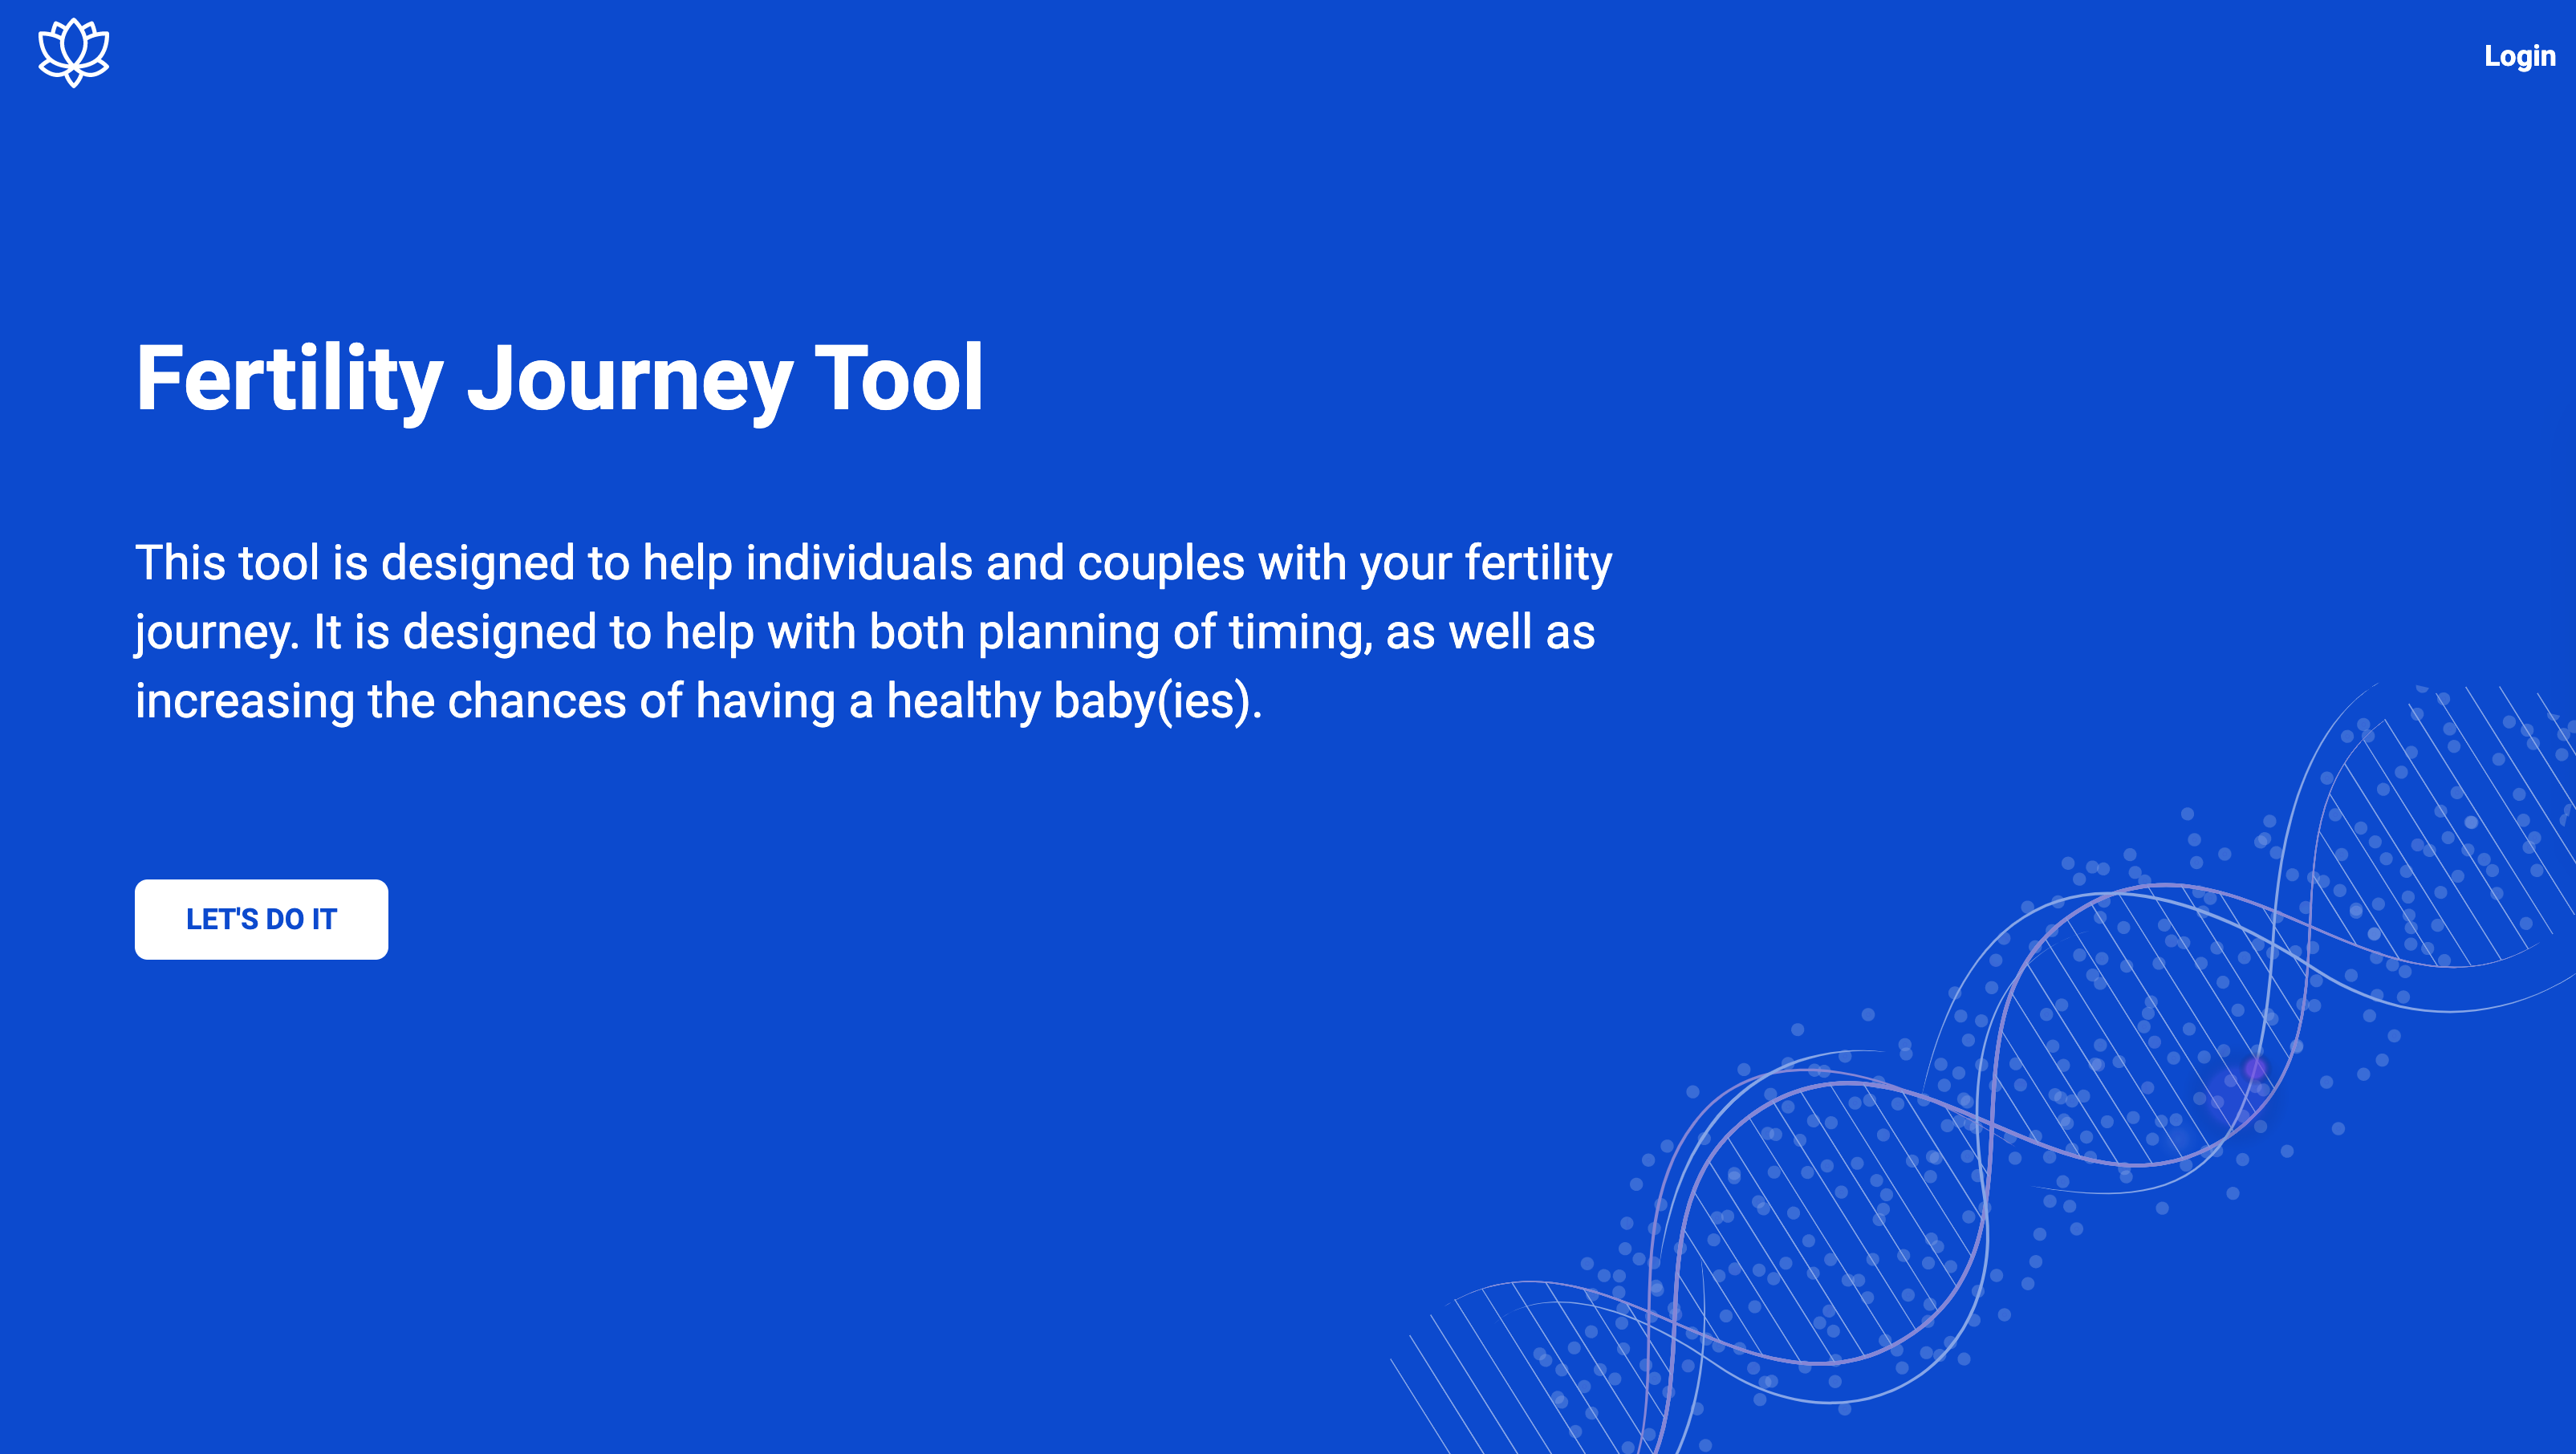 Login
Fertility Journey Tool
This tool is designed to help individuals and couples with your fertility
journey. It is designed to help with both planning of timing, as well as
increasing the chances of having a healthy baby(ies).
LET'S DO IT